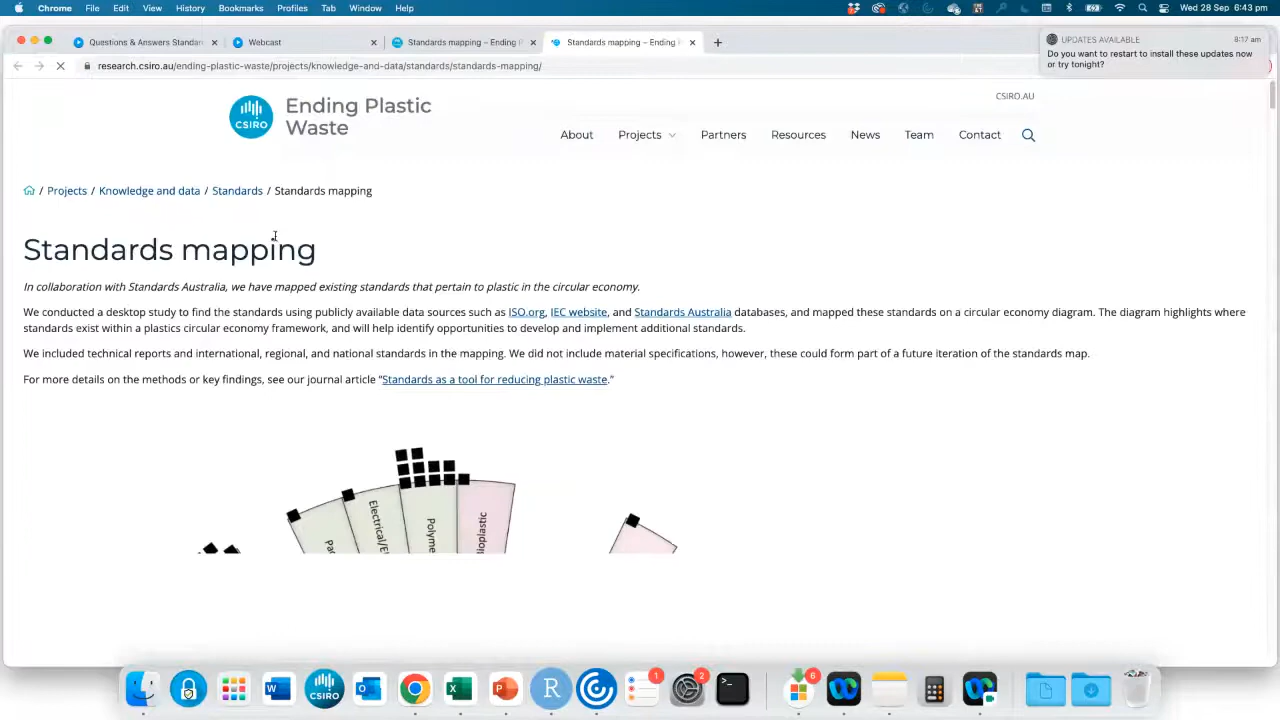 Chrome File Edit View History Bookmarks Profiles Tab Window Help Wed 28 Sep 6:43 pm
Questions & Answers Standar Webcast Standards mapping – Ending Standards mapping – Ending
UPDATES AVAILABLE 8:17 am
Do you want to restart to install these updates now
or try tonight?
research.csiro.au/ending-plastic-waste/projects/knowledge-and-data/standards/standards-mapping/
CSIRO.AU
CSIRO
Ending Plastic
Waste
About Projects Partners Resources News Team Contact
/ Projects / Knowledge and data / Standards / Standards mapping
Standards mapping
In collaboration with Standards Australia, we have mapped existing standards that pertain to plastic in the circular economy.
We conducted a desktop study to find the standards using publicly available data sources such as ISO.org, IEC website, and Standards Australia databases, and mapped these standards on a circular economy diagram. The diagram highlights where
standards exist within a plastics circular economy framework, and will help identify opportunities to develop and implement additional standards.
We included technical reports and international, regional, and national standards in the mapping. We did not include material specifications, however, these could form part of a future iteration of the standards map.
For more details on the methods or key findings, see our journal article “Standards as a tool for reducing plastic waste.”
Electrical/E
Polyme
Bioplastic
W
CSIRO
O
X
P
R
1
2
>_
6